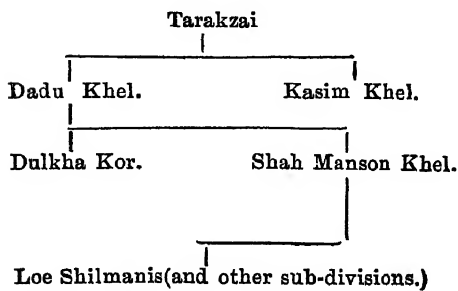 Tarakzai
Dadu Khel. Kasim Khel.
Dulkha Kor. Shah Manson Khel.
Loe Shilmanis(and other sub-divisions.)